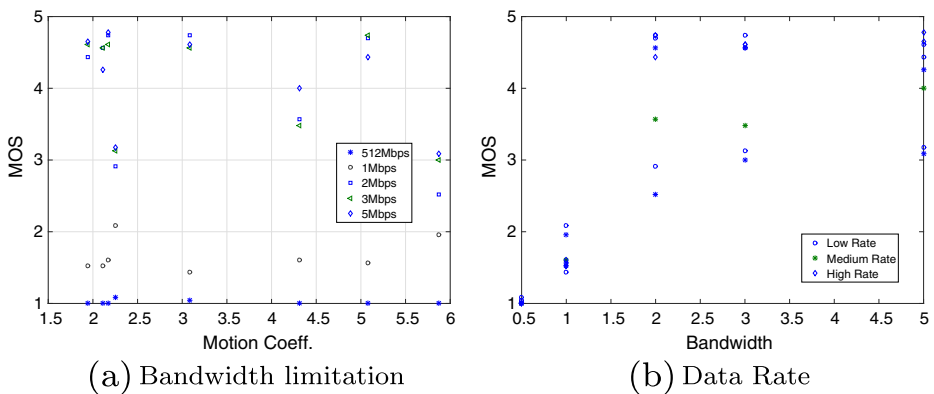 5
4
3
2
1
MOS
512Mbps
1Mbps
2Mbps
3Mbps
5Mbps
1.5 2 2.5 3 3.5 4 4.5 5 5.5 6
Motion Coeff.
(a) Bandwidth limitation
5
4
3
2
1
MOS
Low Rate
Medium Rate
High Rate
0.5 1 1.5 2 2.5 3 3.5 4 4.5 5
Bandwidth
(b) Data Rate